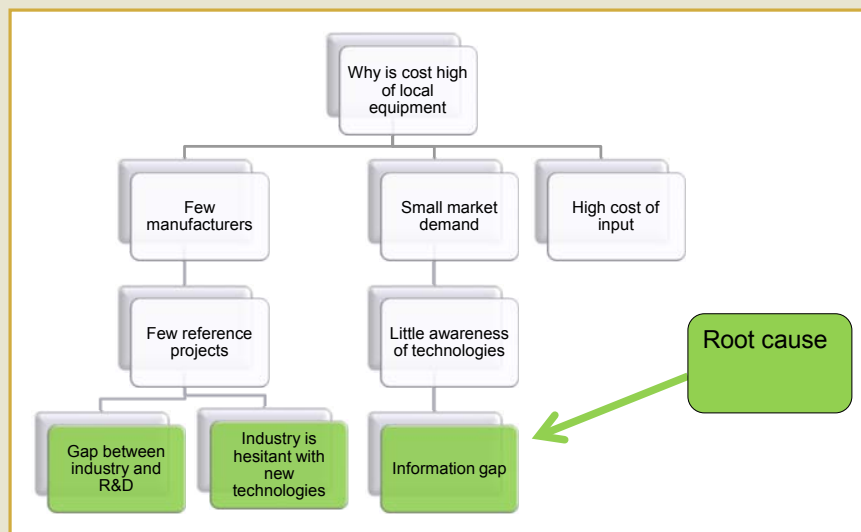 Why is cost high
of local
equipment
Few
manufacturers
Small market
demand
High cost of
input
Few reference
projects
Little awareness
of technologies
Root cause
Gap between
industry and
R&D
Industry is
hesitant with
new
technologies
Information gap